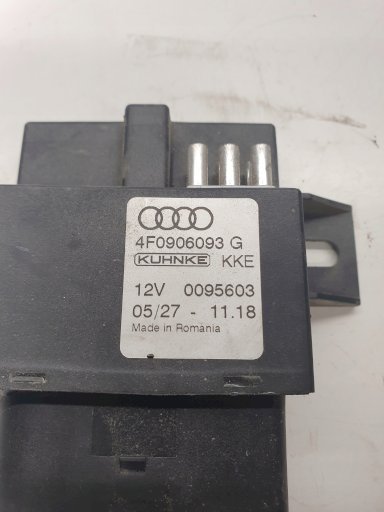 4F0906093 G
KUHNKE KKE
12V 0095603
05/27 - 11.18
Made in Romania